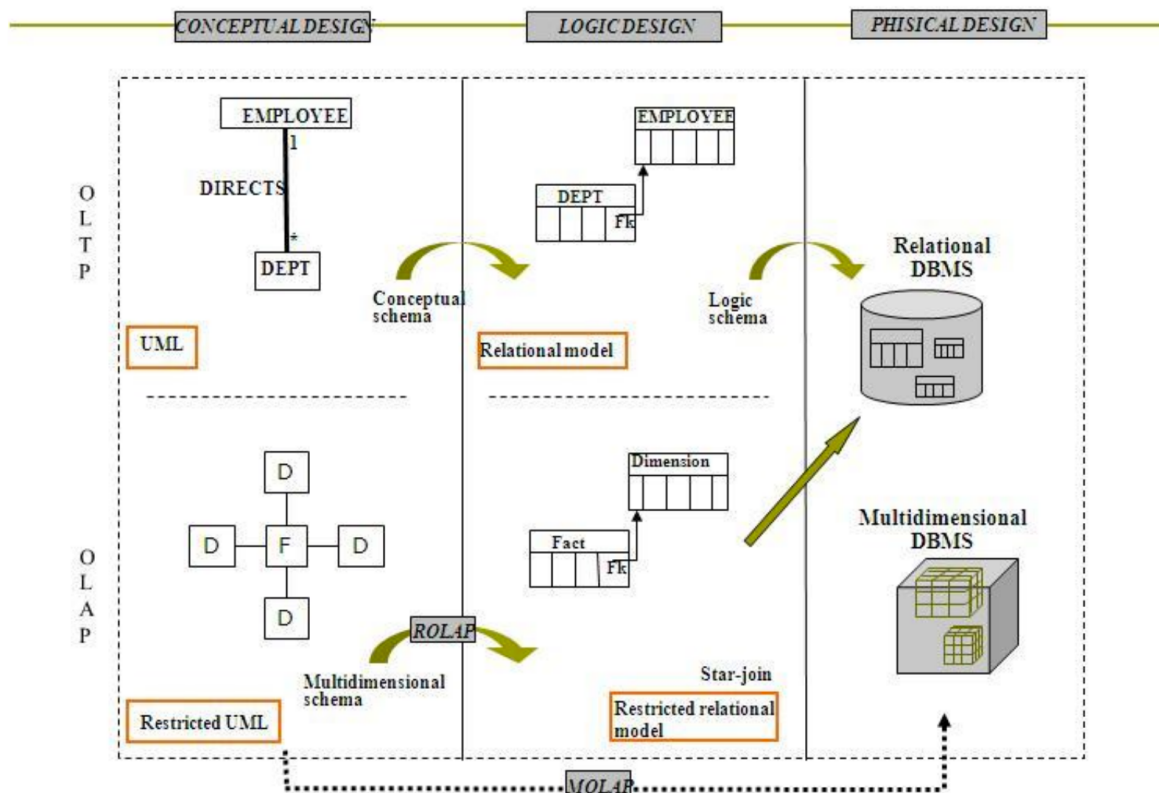 CONCEPTUAL DESIGN
LOGIC DESIGN
PHISICAL DESIGN
OLTP
EMPLOYEE
1
DIRECTS
*
DEPT
UML
Conceptual
schema
EMPLOYEE
DEPT
Fk
Relational model
Logic
schema
Relational
DBMS
OLAP
D
D
F
D
D
Restricted UML
Multidimensional
schema
ROLAP
Dimension
Fact
Fk
Star-join
Restricted relational
model
Multidimensional
DBMS
MOLAP